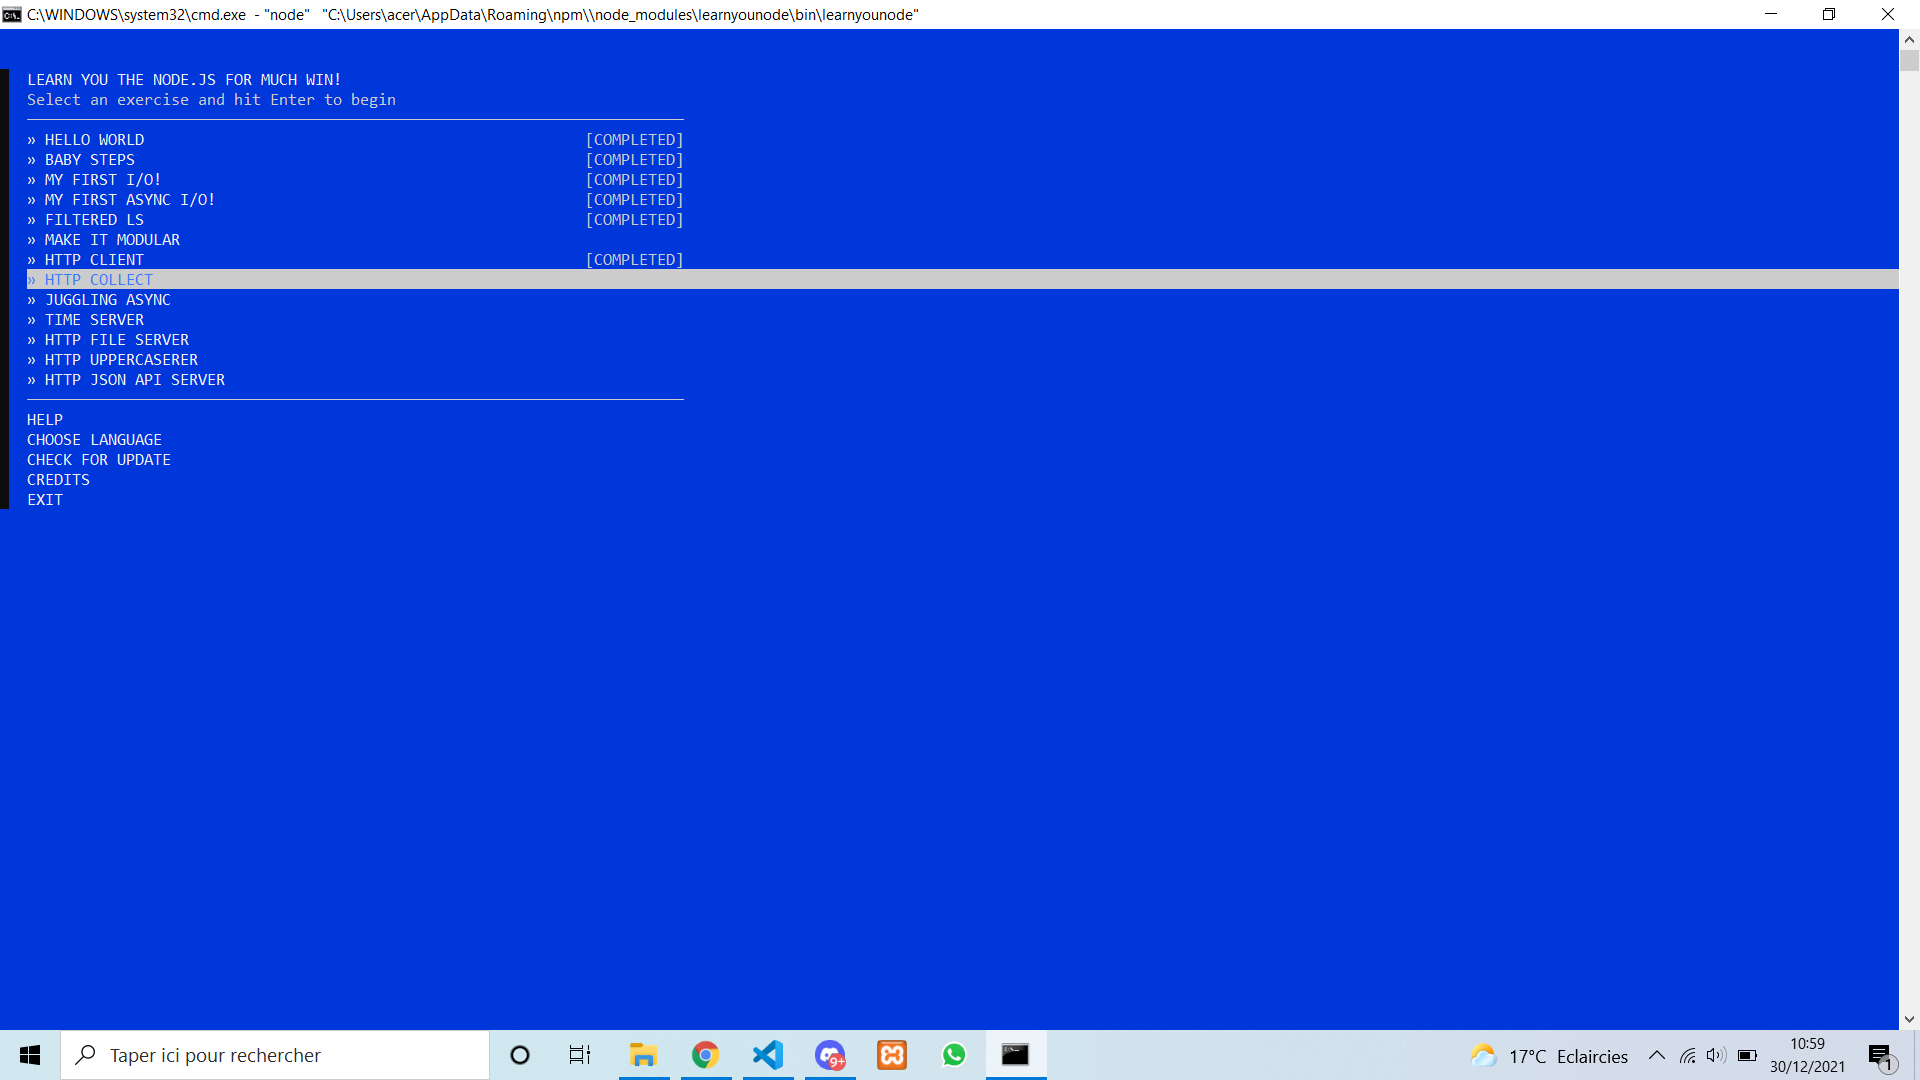 C:\WINDOWS\system32\cmd.exe - "node" "C:\Users\acer\AppData\Roaming\npm\\node_modules\learnyounode\bin\learnyounode"
LEARN YOU THE NODE.JS FOR MUCH WIN!
Select an exercise and hit Enter to begin
» HELLO WORLD [COMPLETED]
» BABY STEPS [COMPLETED]
» MY FIRST I/O! [COMPLETED]
» MY FIRST ASYNC I/O! [COMPLETED]
» FILTERED LS [COMPLETED]
» MAKE IT MODULAR
» HTTP CLIENT [COMPLETED]
» HTTP COLLECT
» JUGGLING ASYNC
» TIME SERVER
» HTTP FILE SERVER
» HTTP UPPERCASERER
» HTTP JSON API SERVER
HELP
CHOOSE LANGUAGE
CHECK FOR UPDATE
CREDITS
EXIT
Taper ici pour rechercher
9+
17°C Eclaircies
10:59
30/12/2021
1